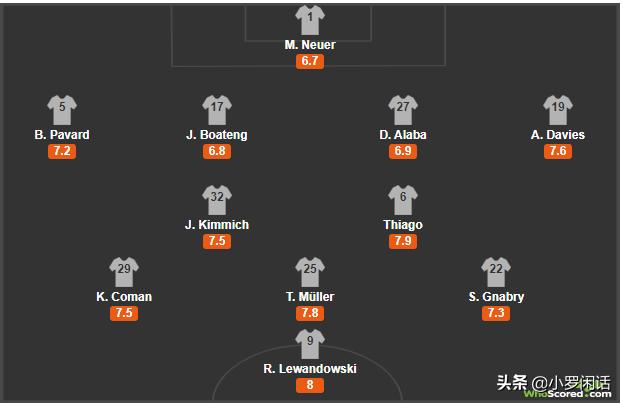 1
M. Neuer
6.7
5 17 27 19
B. Pavard J. Boateng D. Alaba A. Davies
7.2 6.8 6.9 7.6
32 6
J. Kimmich Thiago
7.5 7.9
29 25 22
K. Coman T. Müller S. Gnabry
7.5 7.8 7.3
9
R. Lewandowski
8
头条 @小罗闲话
WhoScored.com